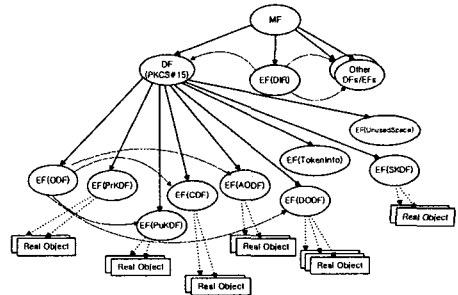 MF
DF
(PKCS#15)
EF(DIR)
Other
DFs/EFs
EF(UnusedSpace)
EF(TokenInfo)
EF(SKDF)
EF(ODF)
EF(PrKDF)
EF(CDF)
EF(AODF)
EF(DODF)
EF(PuKDF)
Real Object
Real Object
Real Object
Real Object
Real Object
Real Object